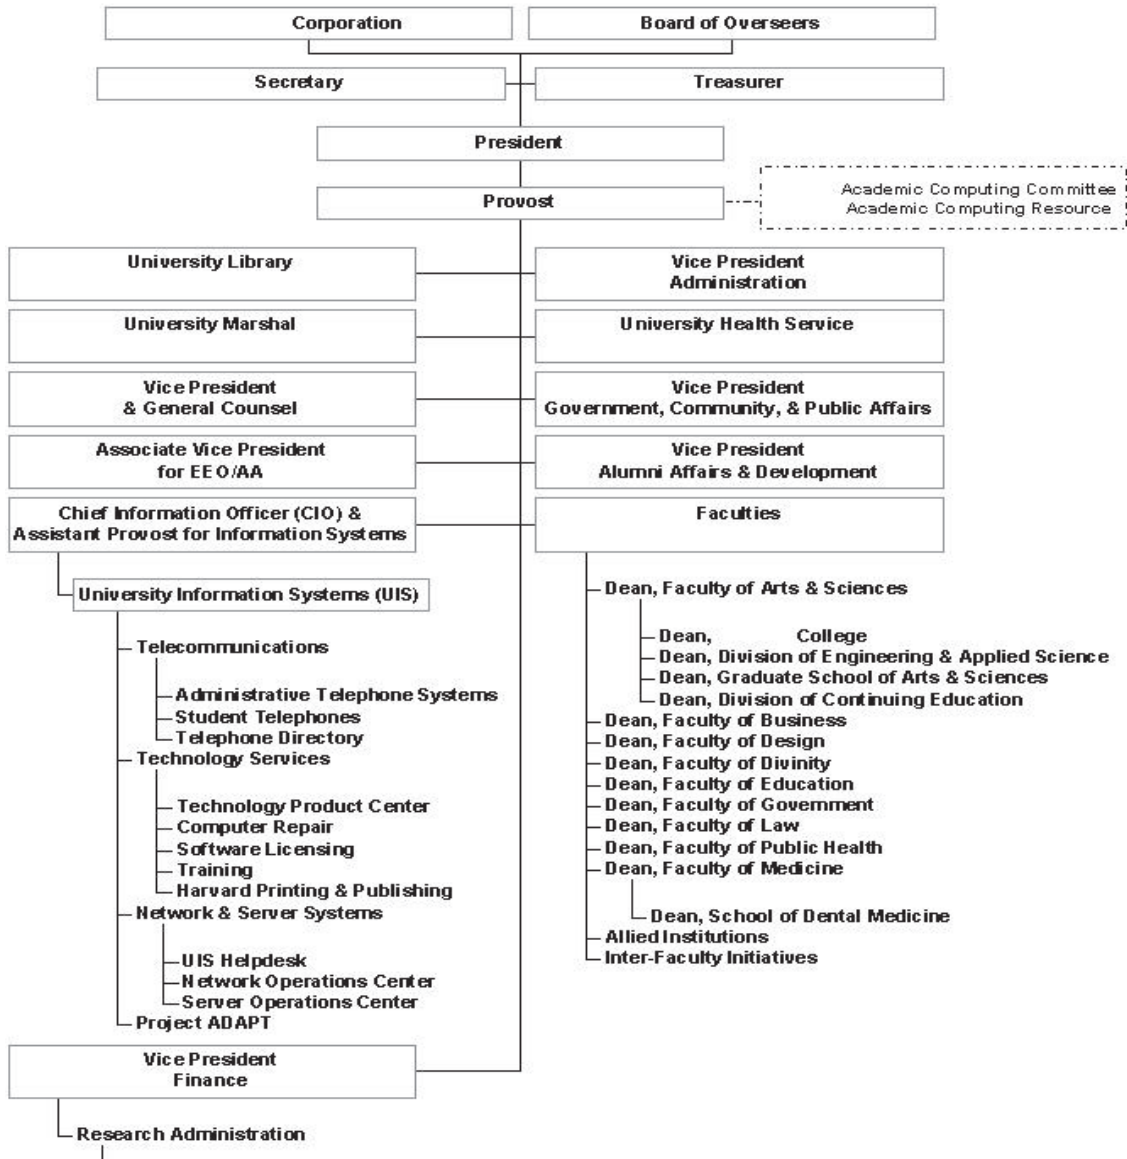 Corporation
Board of Overseers
Secretary
Treasurer
President
Provost
Academic Computing Committee
Academic Computing Resource
University Library
Vice President
Administration
University Marshal
University Health Service
Vice President
& General Counsel
Vice President
Government, Community, & Public Affairs
Associate Vice President
for EEO/AA
Vice President
Alumni Affairs & Development
Chief Information Officer (CIO) &
Assistant Provost for Information Systems
Faculties
University Information Systems (UIS)
Telecommunications
Administrative Telephone Systems
Student Telephones
Telephone Directory
Technology Services
Technology Product Center
Computer Repair
Software Licensing
Training
Harvard Printing & Publishing
Network & Server Systems
UIS Helpdesk
Network Operations Center
Server Operations Center
Project ADAPT
Dean, Faculty of Arts & Sciences
Dean, College
Dean, Division of Engineering & Applied Science
Dean, Graduate School of Arts & Sciences
Dean, Division of Continuing Education
Dean, Faculty of Business
Dean, Faculty of Design
Dean, Faculty of Divinity
Dean, Faculty of Education
Dean, Faculty of Government
Dean, Faculty of Law
Dean, Faculty of Public Health
Dean, Faculty of Medicine
Dean, School of Dental Medicine
Allied Institutions
Inter-Faculty Initiatives
Vice President
Finance
Research Administration